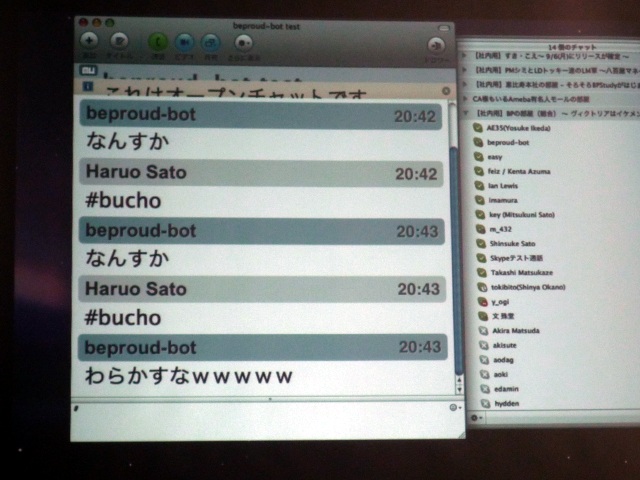 beproud-bot test
これはオープンチャットです
beproud-bot 20:42
なんすか
Haruo Sato 20:42
#bucho
beproud-bot 20:43
なんすか
Haruo Sato 20:43
#bucho
beproud-bot 20:43
わらかすなｗｗｗｗｗ
14 個のチャット
AE35(Yosuke Ikeda)
beproud-bot
easy
feiz / Kenta Azuma
Ian Lewis
imamura
key (Mitsukuni Sato)
m_432
Shinsuke Sato
Skypeテスト通話
Takashi Matsukaze
tokibito(Shinya Okano)
y_ogi
Akira Matsuda
akisute
aodag
aoki
edamin
hydden